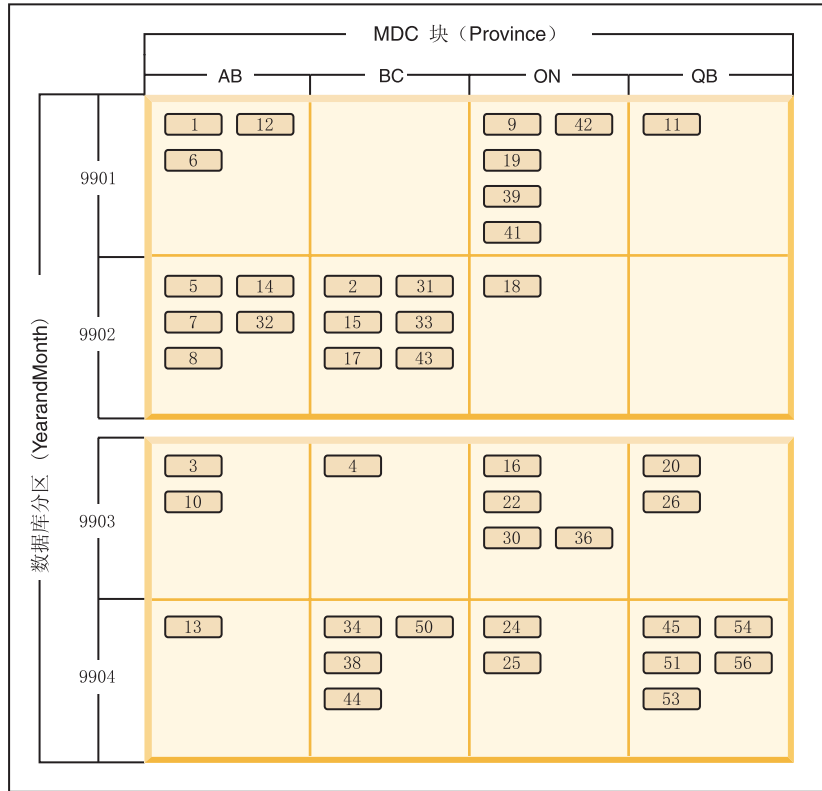 MDC 块（Province）
AB BC ON QB
数据库分区（YearandMonth）
9901
1 12 9 42 11
6 19
39
41
9902
5 14 2 31 18
7 32 15 33
8 17 43
9903
3 4 16 20
10 22 26
30 36
9904
13 34 50 24 45 54
38 25 51 56
44 53